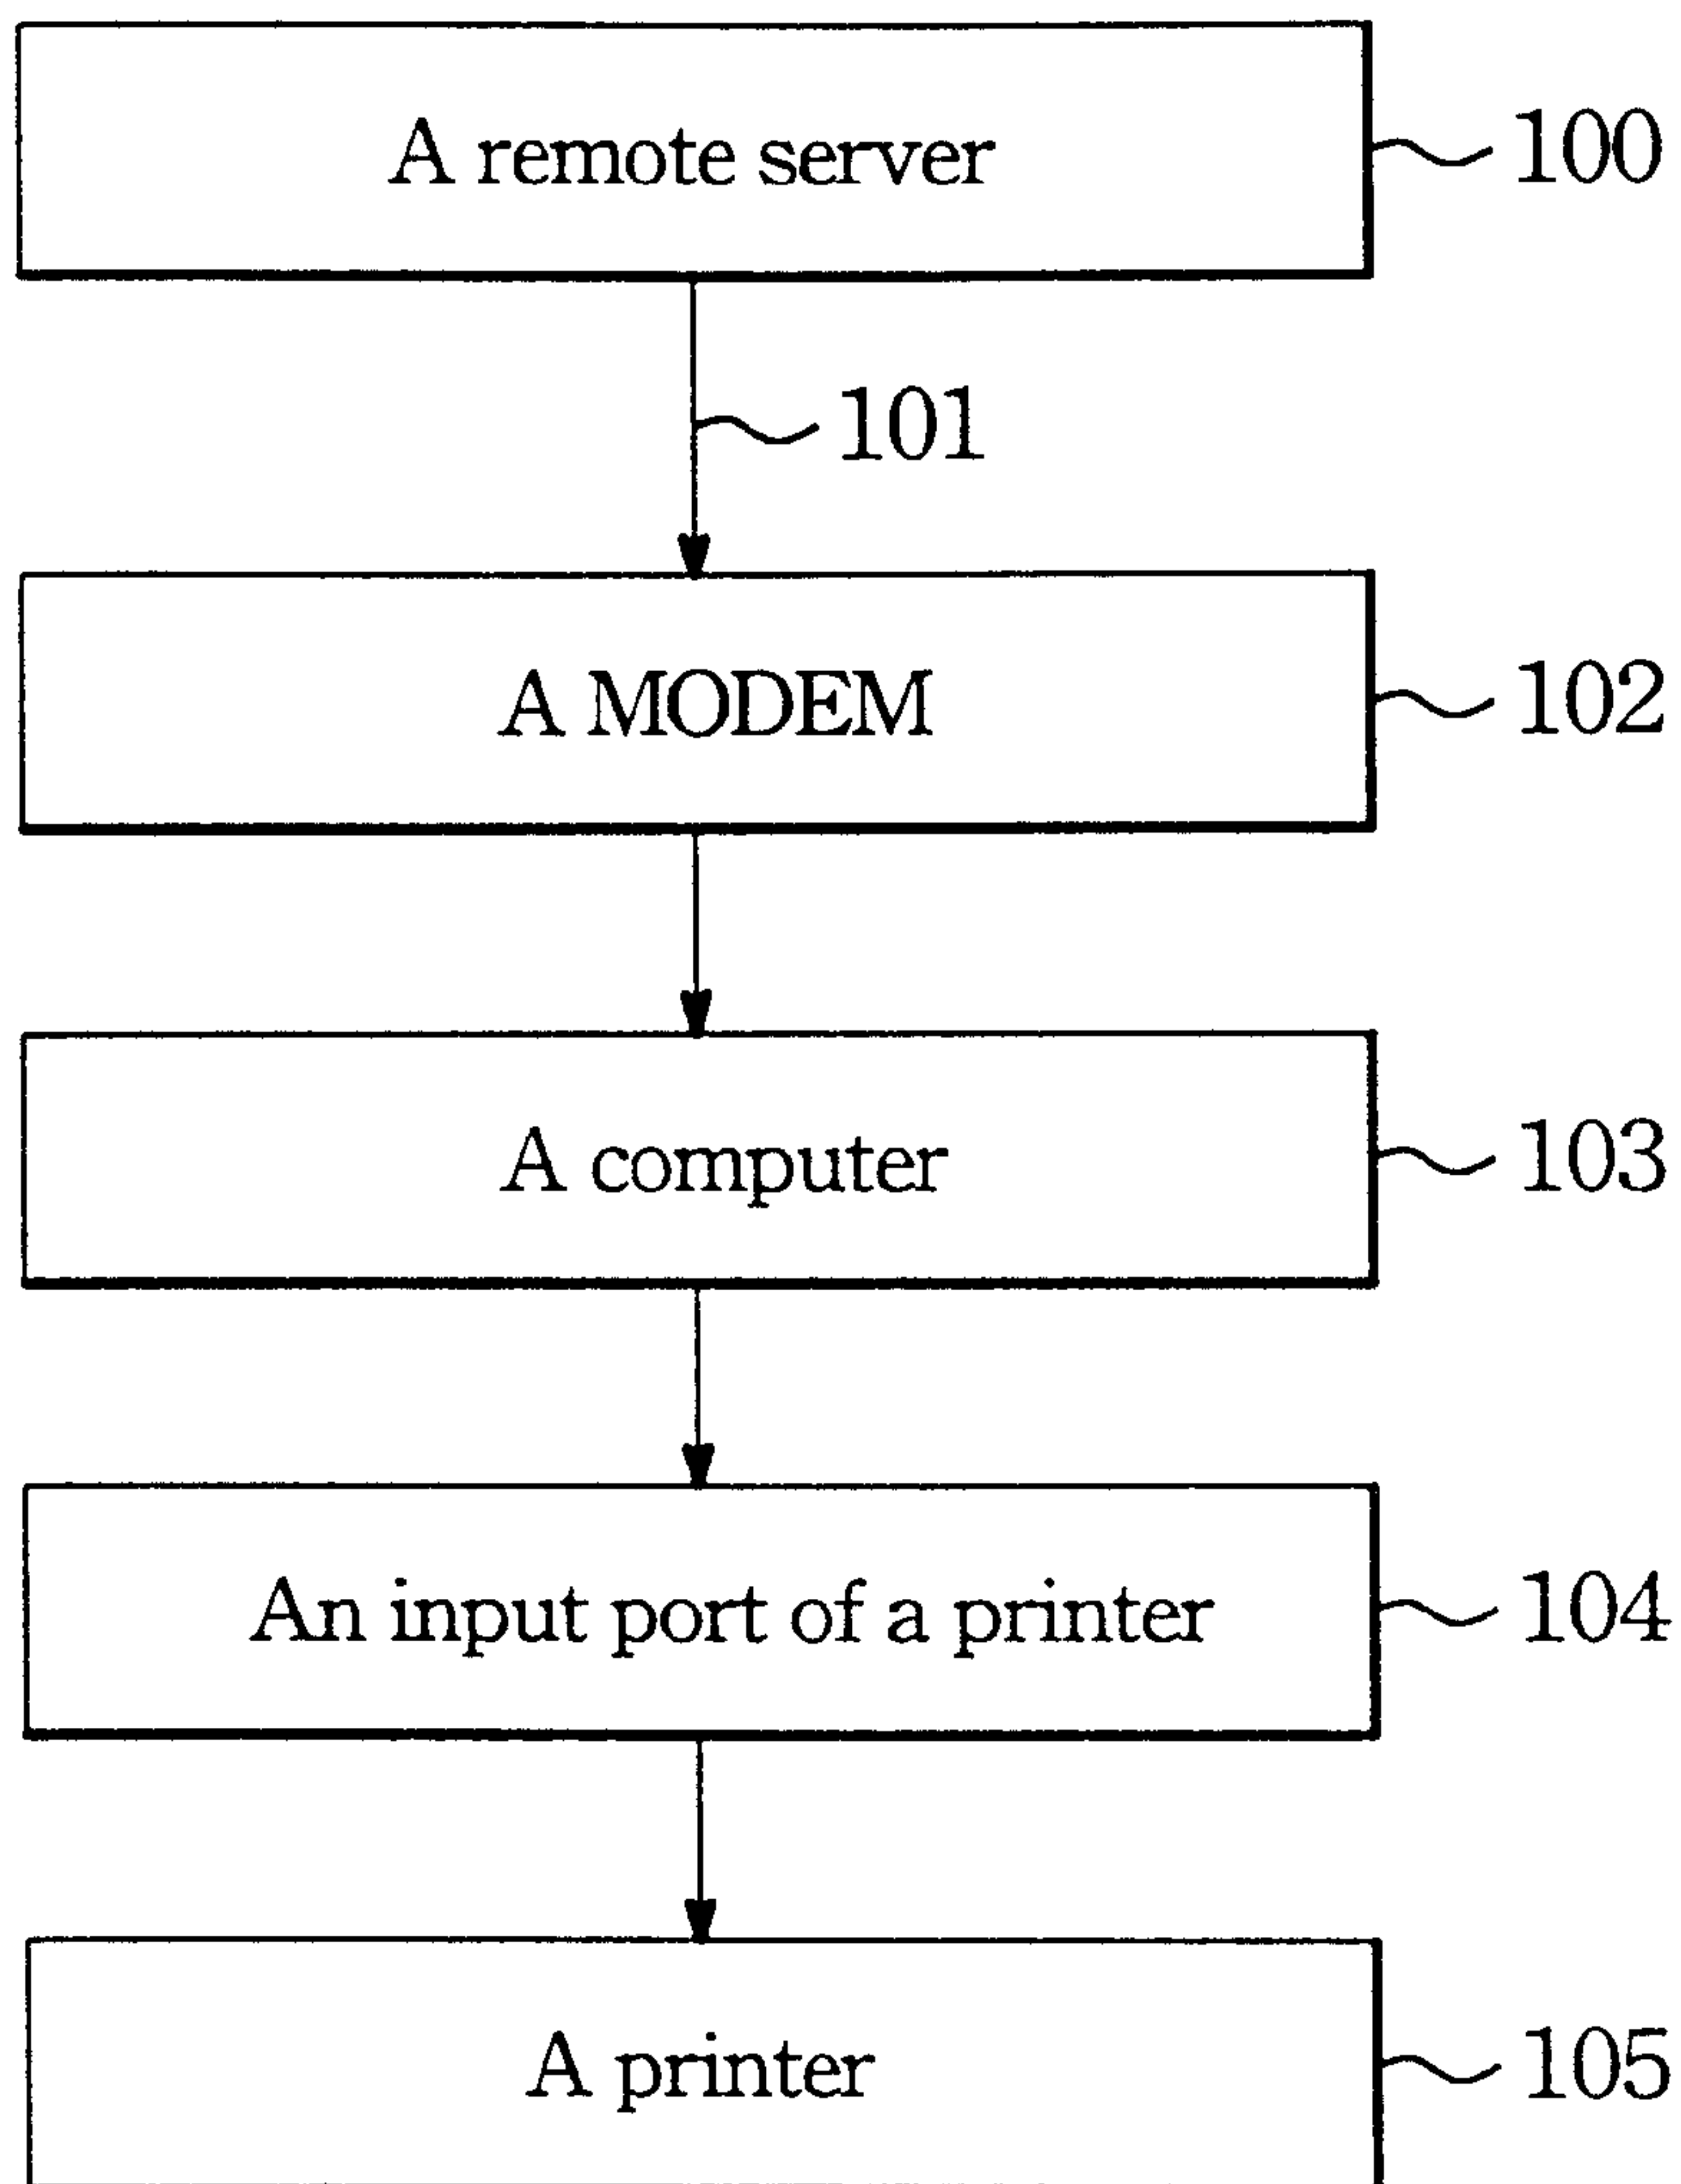 A remote server 100
101
A MODEM 102
A computer 103
An input port of a printer 104
A printer 105